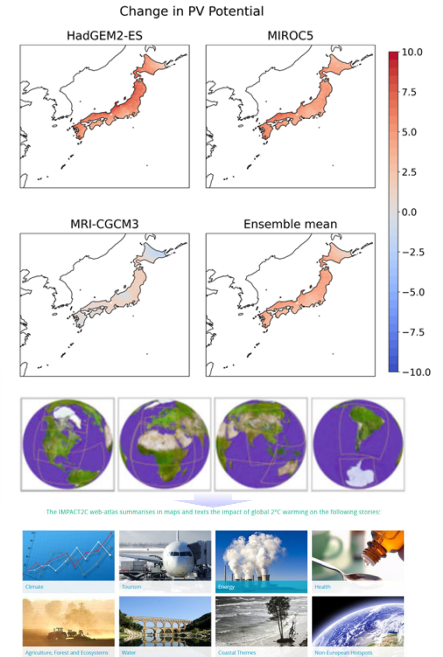 Change in PV Potential
HadGEM2-ES
MIROC5
10.0
7.5
5.0
2.5
0.0
−2.5
−5.0
−7.5
−10.0
MRI-CGCM3
Ensemble mean
The IMPACT2C web-atlas summarises in maps and texts the impact of global 2°C warming on the following stories!
Climate
Tourism
Energy
Health
Agriculture, Forest and Ecosystems
Water
Coastal Themes
Non-European Hotspots